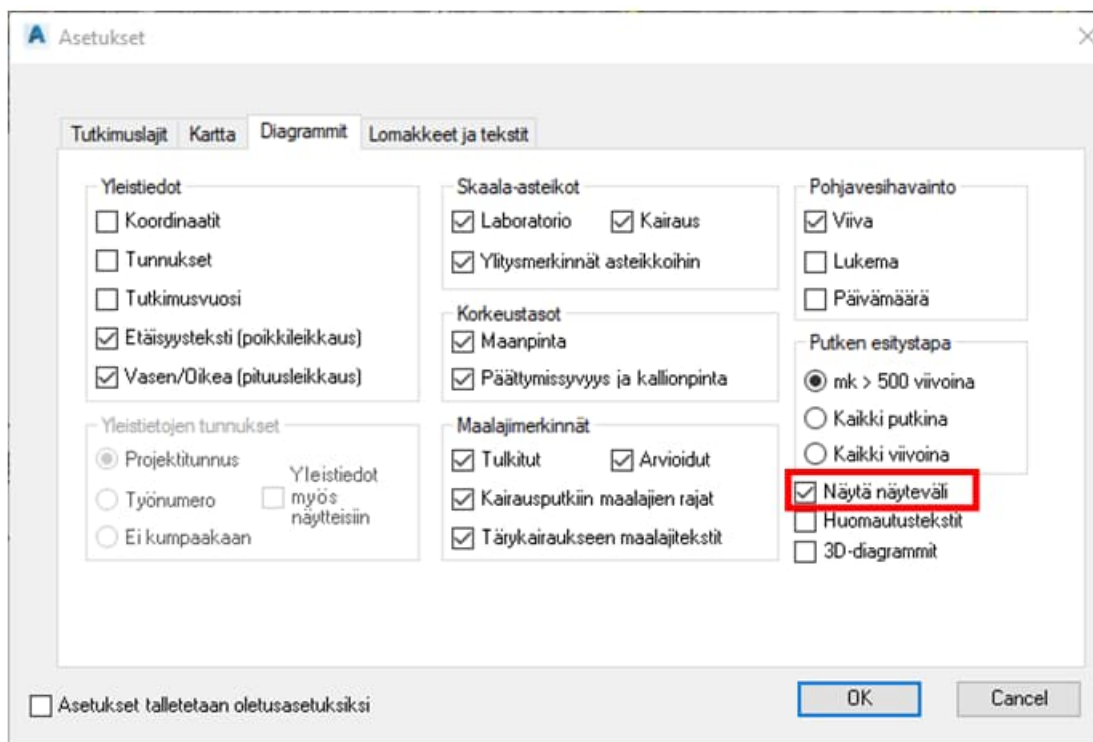 Asetukset
Tutkimuslajit Kartta Diagrammit Lomakkeet ja tekstit
Yleistiedot
Koordinaatit
Tunnukset
Tutkimusvuosi
Etäisyysteksti (poikkileikkaus)
Vasen/Oikea (pituusleikkaus)
Yleistietojen tunnukset
Projektitunnus
Työnumero
Ei kumpaakaan
Yleistiedot
myös
näytteisiin
Skaala-asteikot
Laboratorio Kairaus
Ylitysmerkinnät asteikkoihin
Korkeustasot
Maanpinta
Päättymissyvyys ja kallionpinta
Maalajimerkinnät
Tulkitut Arvioidut
Kairausputkiin maalajien rajat
Tärykairaukseen maalajitekstit
Pohjavesihavainto
Viiva
Lukema
Päivämäärä
Putken esitystapa
mk > 500 viivoina
Kaikki putkina
Kaikki viivoina
Näytä näyteväli
Huomautustekstit
3D-diagrammit
Asetukset talletetaan oletusasetuksiksi
OK Cancel